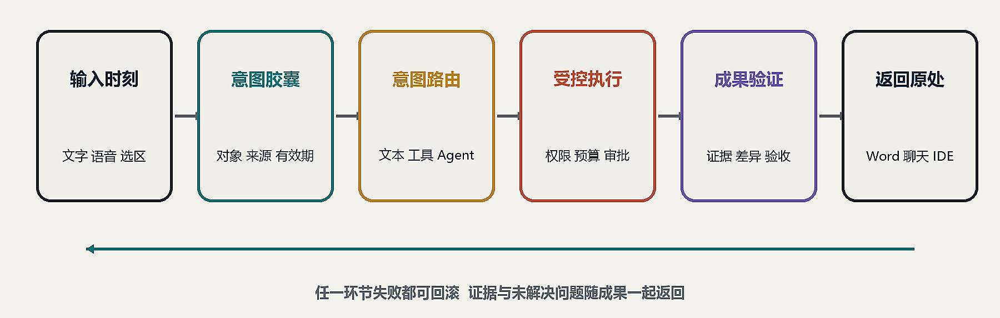 输入时刻
文字 语音 选区
意图胶囊
对象 来源 有效期
意图路由
文本 工具 Agent
受控执行
权限 预算 审批
成果验证
证据 差异 验收
返回原处
Word 聊天 IDE
任一环节失败都可回滚 证据与未解决问题随成果一起返回